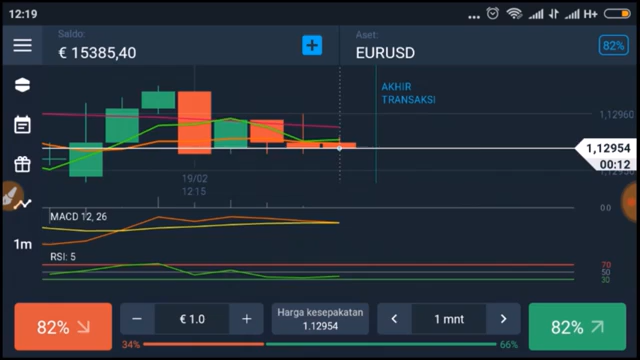 12:19
H+
Saldo:
€ 15385,40
Aset:
EURUSD
82%
AKHIR
TRANSAKSI
1,12960
1,12954
00:12
19/02
12:15
MACD 12, 26
0 0
RSI: 5
70
50
30
1m
82%
€ 1.0
Harga kesepakatan
1.12954
1 mnt
82%
34%
66%